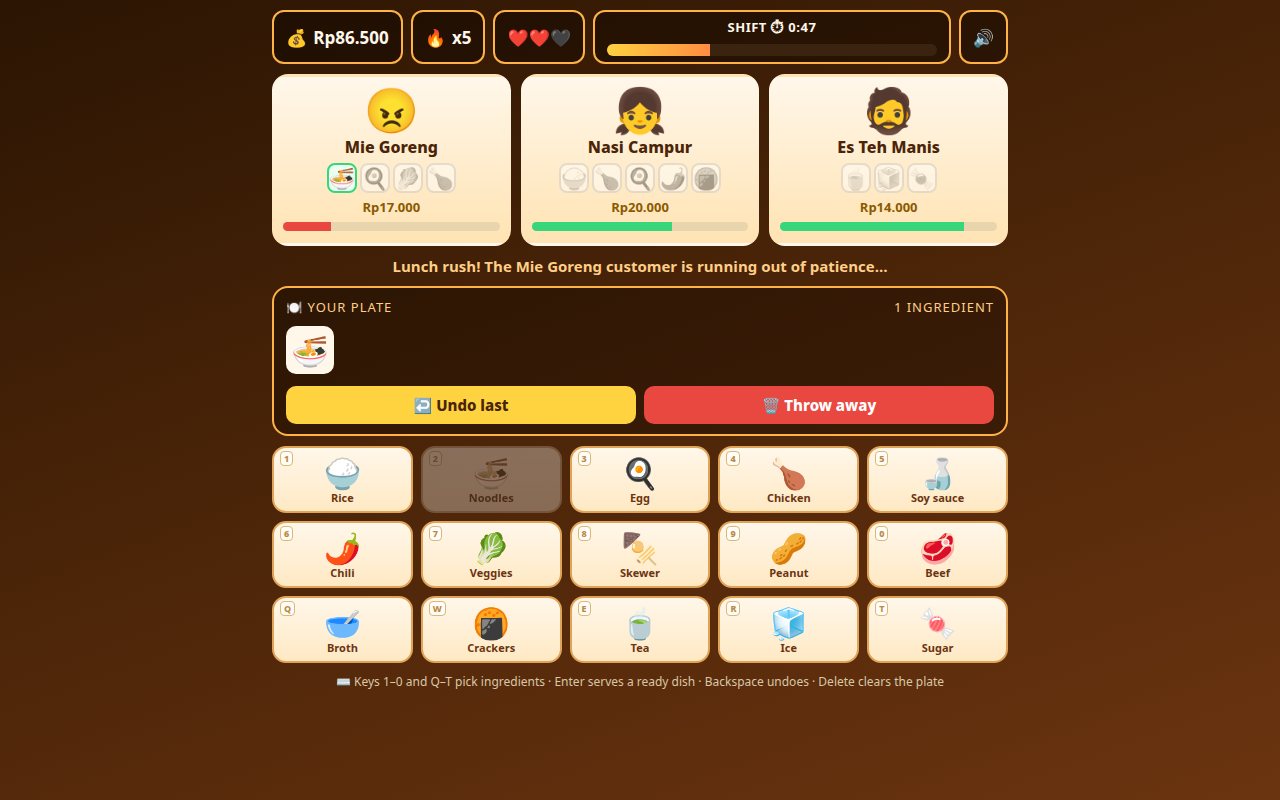 Rp86.500
x5
SHIFT ⏱ 0:47
Mie Goreng
Rp17.000
Nasi Campur
Rp20.000
Es Teh Manis
Rp14.000
Lunch rush! The Mie Goreng customer is running out of patience...
YOUR PLATE
1 INGREDIENT
Undo last
Throw away
1
Rice
2
Noodles
3
Egg
4
Chicken
5
Soy sauce
6
Chili
7
Veggies
8
Skewer
9
Peanut
0
Beef
Q
Broth
W
Crackers
E
Tea
R
Ice
T
Sugar
Keys 1–0 and Q–T pick ingredients · Enter serves a ready dish · Backspace undoes · Delete clears the plate